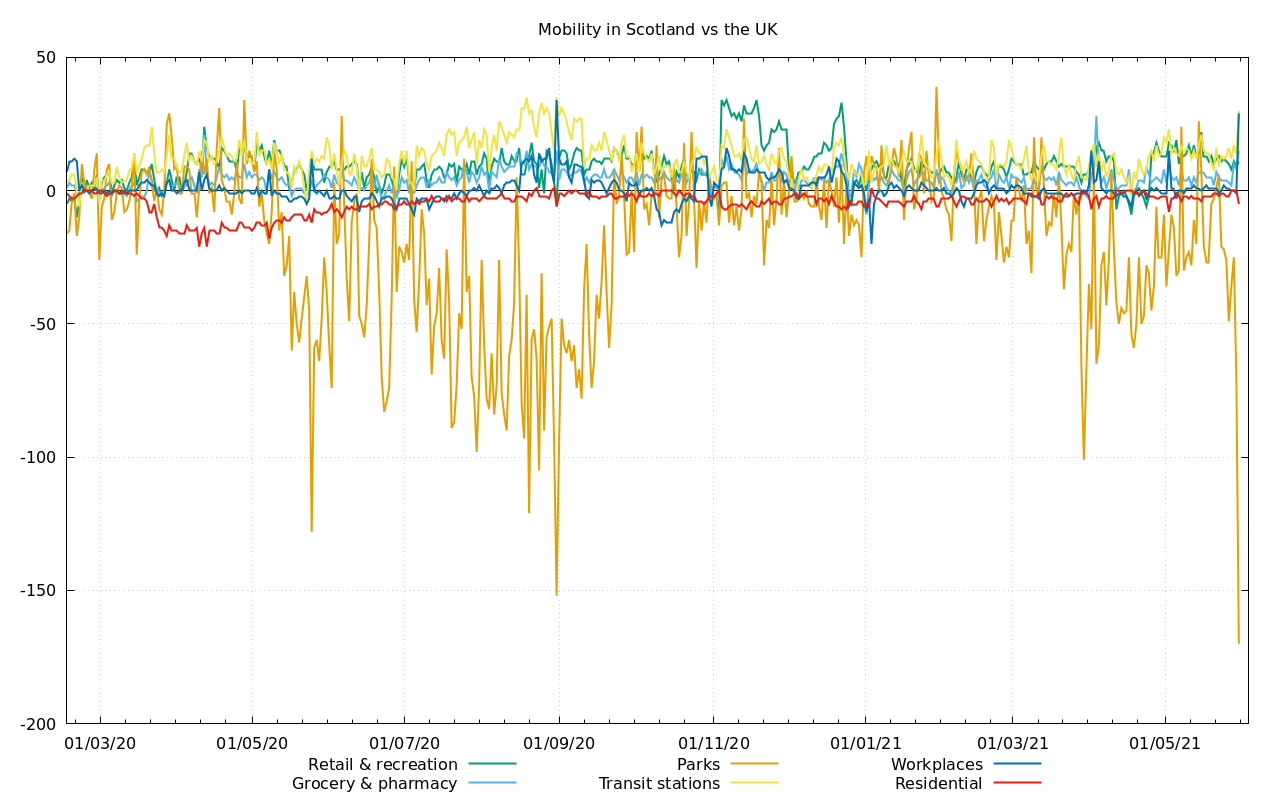 Mobility in Scotland vs the UK
50
0
-50
-100
-150
-200
01/03/20 01/05/20 01/07/20 01/09/20 01/11/20 01/01/21 01/03/21 01/05/21
Retail & recreation Parks Workplaces
Grocery & pharmacy Transit stations Residential